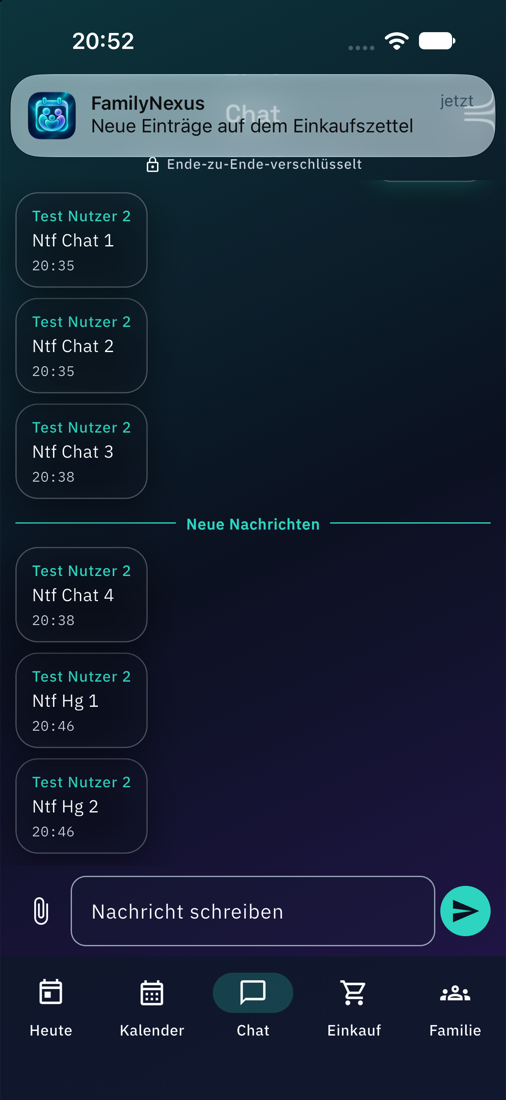 20:52
FamilyNexus
jetzt
Neue Einträge auf dem Einkaufszettel
Chat
Ende-zu-Ende-verschlüsselt
Test Nutzer 2
Ntf Chat 1
20:35
Test Nutzer 2
Ntf Chat 2
20:35
Test Nutzer 2
Ntf Chat 3
20:38
Neue Nachrichten
Test Nutzer 2
Ntf Chat 4
20:38
Test Nutzer 2
Ntf Hg 1
20:46
Test Nutzer 2
Ntf Hg 2
20:46
Nachricht schreiben
Heute
Kalender
Chat
Einkauf
Familie